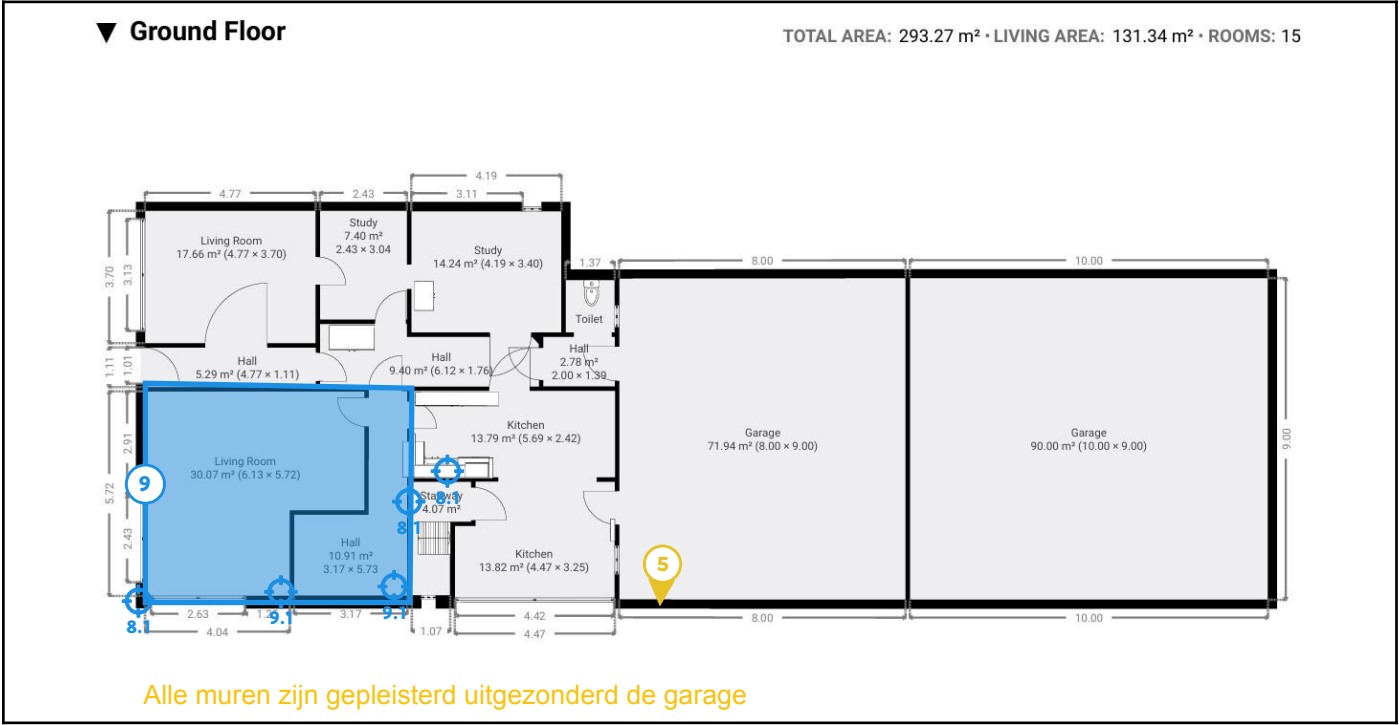 ▼ Ground Floor
TOTAL AREA: 293.27 m² • LIVING AREA: 131.34 m² • ROOMS: 15
4.19
4.77
2.43
3.11
Living Room
17.66 m² (4.77 × 3.70)
Study
7.40 m²
2.43 × 3.04
Study
14.24 m² (4.19 × 3.40)
3.70
3.13
1.37
8.00
10.00
Toilet
Hall
5.29 m² (4.77 × 1.11)
Hall
9.40 m² (6.12 × 1.76)
Hall
2.78 m²
2.00 × 1.39
1.11
1.01
Kitchen
13.79 m² (5.69 × 2.42)
Garage
71.94 m² (8.00 × 9.00)
Garage
90.00 m² (10.00 × 9.00)
9.00
2.91
5.72
2.43
Living Room
30.07 m² (6.13 × 5.72)
9
8.1
Stairway
4.07 m²
8.1
Hall
10.91 m²
3.17 × 5.73
Kitchen
13.82 m² (4.47 × 3.25)
5
8.1
2.63
9.1
3.17
9.1
4.04
1.07
4.42
4.47
8.00
10.00
Alle muren zijn gepleisterd uitgezonderd de garage